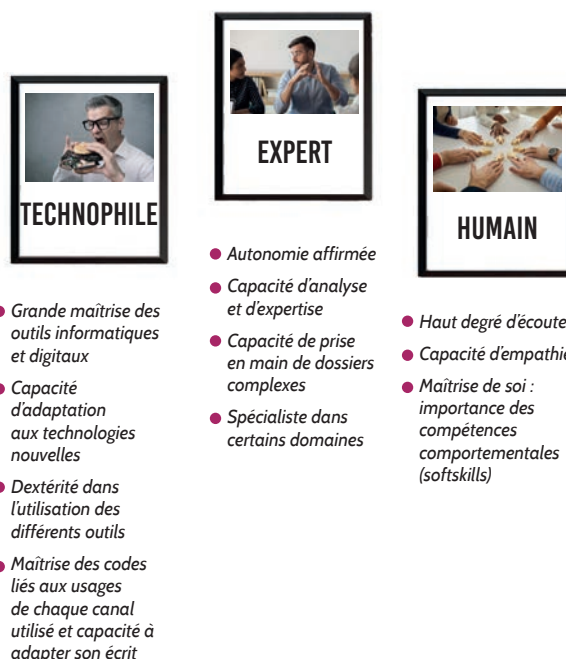 TECHNOPHILE
Grande maîtrise des
outils informatiques
et digitaux
Capacité
d'adaptation
aux technologies
nouvelles
Dextérité dans
l'utilisation des
différents outils
Maîtrise des codes
liés aux usages
de chaque canal
utilisé et capacité à
adapter son écrit
EXPERT
Autonomie affirmée
Capacité d'analyse
et d'expertise
Capacité de prise
en main de dossiers
complexes
Spécialiste dans
certains domaines
HUMAIN
Haut degré d'écoute
Capacité d'empathie
Maîtrise de soi :
importance des
compétences
comportementales
(softskills)